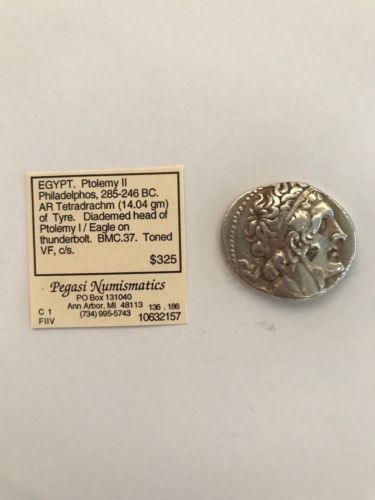 EGYPT. Ptolemy II
Philadelphos, 285-246 BC.
AR Tetradrachm (14.04 gm)
of Tyre. Diademed head of
Ptolemy I / Eagle on
thunderbolt. BMC.37. Toned
VF, c/s.
$325
Pegasi Numismatics
PO Box 131040
Ann Arbor, MI 48113 136 . 186
C 1 (734) 995-5743
FIIV 10632157